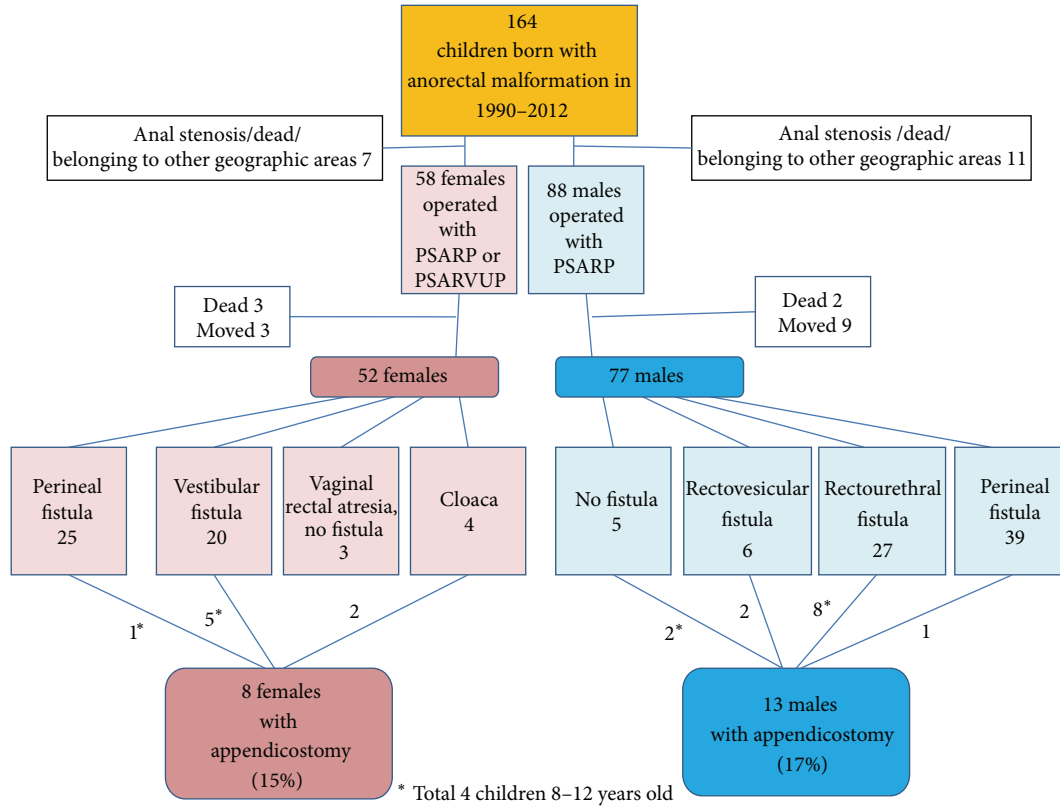 164
children born with
anorectal malformation in
1990–2012
Anal stenosis/dead/
belonging to other geographic areas 7
Anal stenosis /dead/
belonging to other geographic areas 11
58 females
operated
with
PSARP or
PSARVUP
88 males
operated
with
PSARP
Dead 3
Moved 3
Dead 2
Moved 9
52 females
77 males
Perineal
fistula
25
Vestibular
fistula
20
Vaginal
rectal atresia,
no fistula
3
Cloaca
4
No fistula
5
Rectovesicular
fistula
6
Rectourethral
fistula
27
Perineal
fistula
39
1*
5*
2
2*
2
8*
1
8 females
with
appendicostomy
(15%)
13 males
with appendicostomy
(17%)
* Total 4 children 8–12 years old